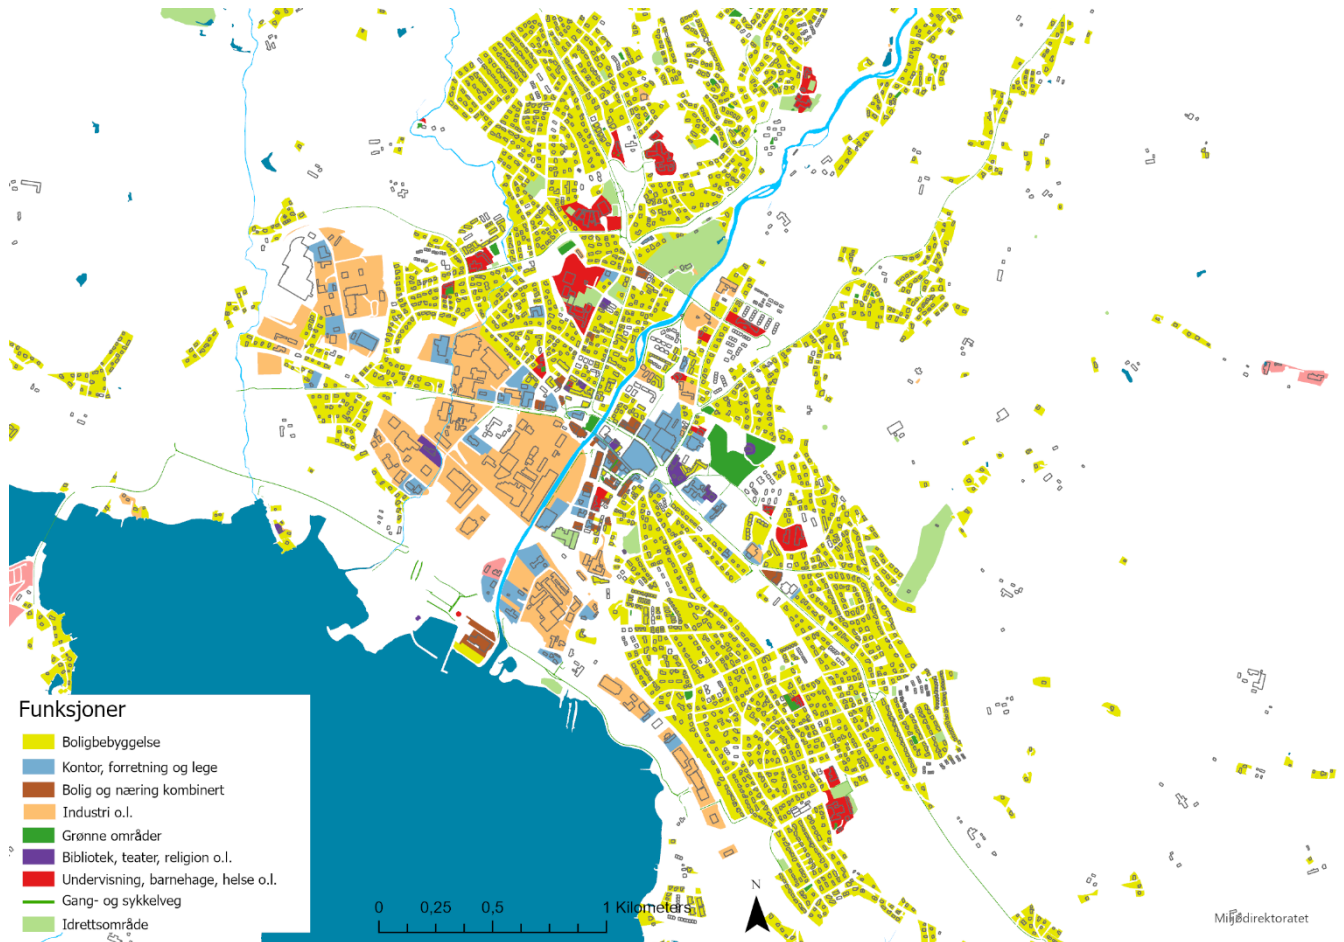 Funksjoner
Boligbebyggelse
Kontor, forretning og lege
Bolig og næring kombinert
Industri o.l.
Grønne områder
Bibliotek, teater, religion o.l.
Undervisning, barnehage, helse o.l.
Gang- og sykkelveg
Idrettsområde
0 0,25 0,5 1 Kilometers
N
Miljødirektoratet